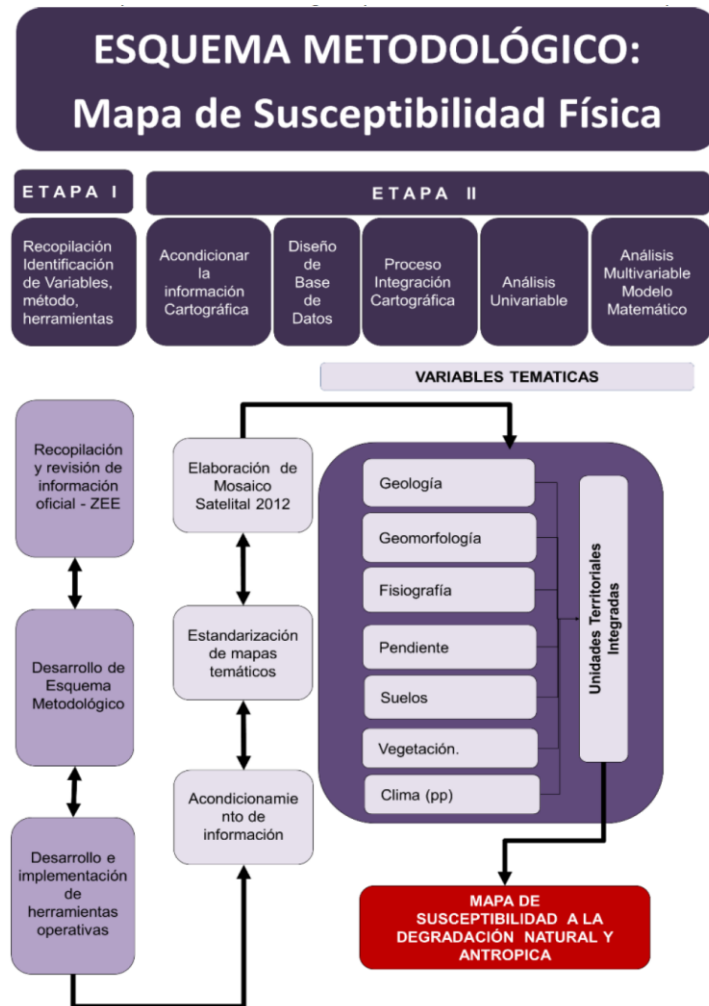 ESQUEMA METODOLÓGICO:
Mapa de Susceptibilidad Física
ETAPA I
ETAPA II
Recopilación
Identificación
de Variables,
método,
herramientas
Acondicionar
la
información
Cartográfica
Diseño
de
Base
de
Datos
Proceso
Integración
Cartográfica
Análisis
Univariable
Análisis
Multivariable
Modelo
Matemático
VARIABLES TEMATICAS
Recopilación
y revisión de
información
oficial - ZEE
Desarrollo de
Esquema
Metodológico
Desarrollo e
implementación
de
herramientas
operativas
Elaboración de
Mosaico
Satelital 2012
Estandarización
de mapas
temáticos
Acondicionamie
nto de
información
Geología
Geomorfología
Fisiografía
Pendiente
Suelos
Vegetación.
Clima (pp)
Unidades Territoriales
Integradas
MAPA DE
SUSCEPTIBILIDAD A LA
DEGRADACIÓN NATURAL Y
ANTROPICA